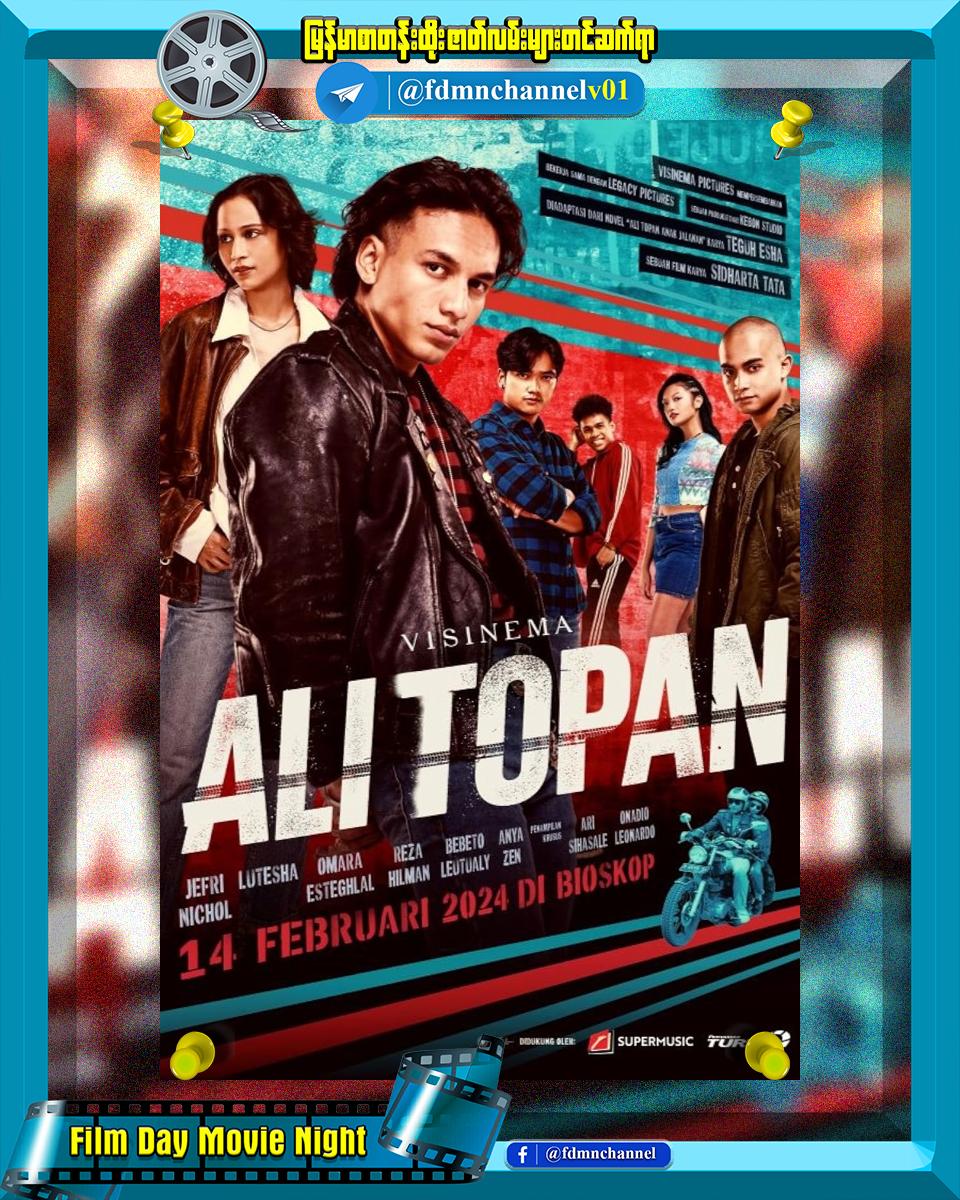 မြန်မာစာတန်းထိုးဇာတ်လမ်းများတင်ဆက်ရာ
@fdmnchannelv01
BEKERJA SAMA DENGAN LEGACY PICTURES
VISINEMA PICTURES MEMPERSEMBAHKAN
SEBUAH PRODUKSI DARI KEBON STUDIO
DIADAPTASI DARI NOVEL "ALI TOPAN ANAK JALANAN" KARYA TEGUH ESHA
SEBUAH FILM KARYA SIDHARTA TATA
VISINEMA
ALI TOPAN
JEFRI NICHOL
LUTESHA
OMARA ESTEGHLAL
REZA HILMAN
BEBETO LEUTUALY
ANYA ZEN
PENAMPILAN KHUSUS
ARI SIHASALE
ONADIO LEONARDO
14 FEBRUARI 2024 DI BIOSKOP
DIDUKUNG OLEH:
SUPERMUSIC
Film Day Movie Night
@fdmnchannel